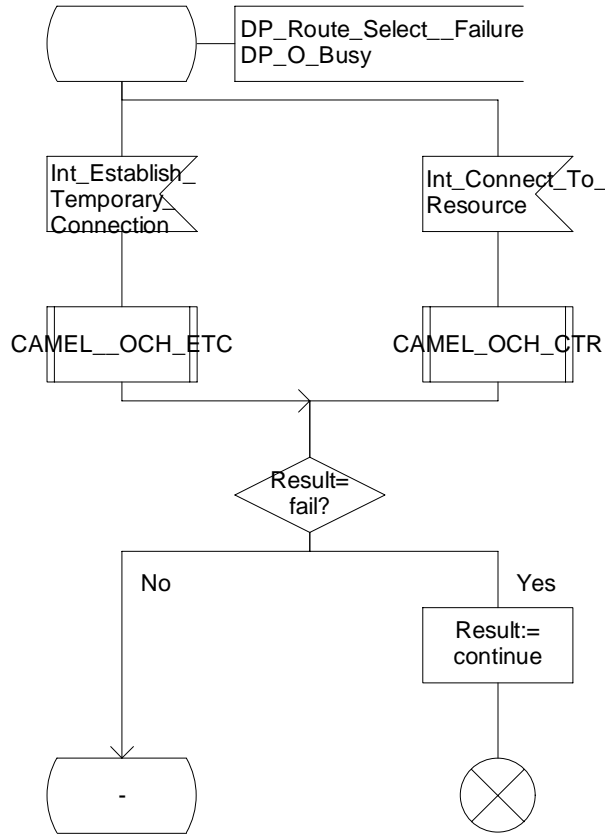 DP_Route_Select__Failure
DP_O_Busy
Int_Establish_
Temporary_
Connection
Int_Connect_To_
Resource
CAMEL__OCH_ETC
CAMEL_OCH_CTR
Result=
fail?
No
Yes
Result:=
continue
-